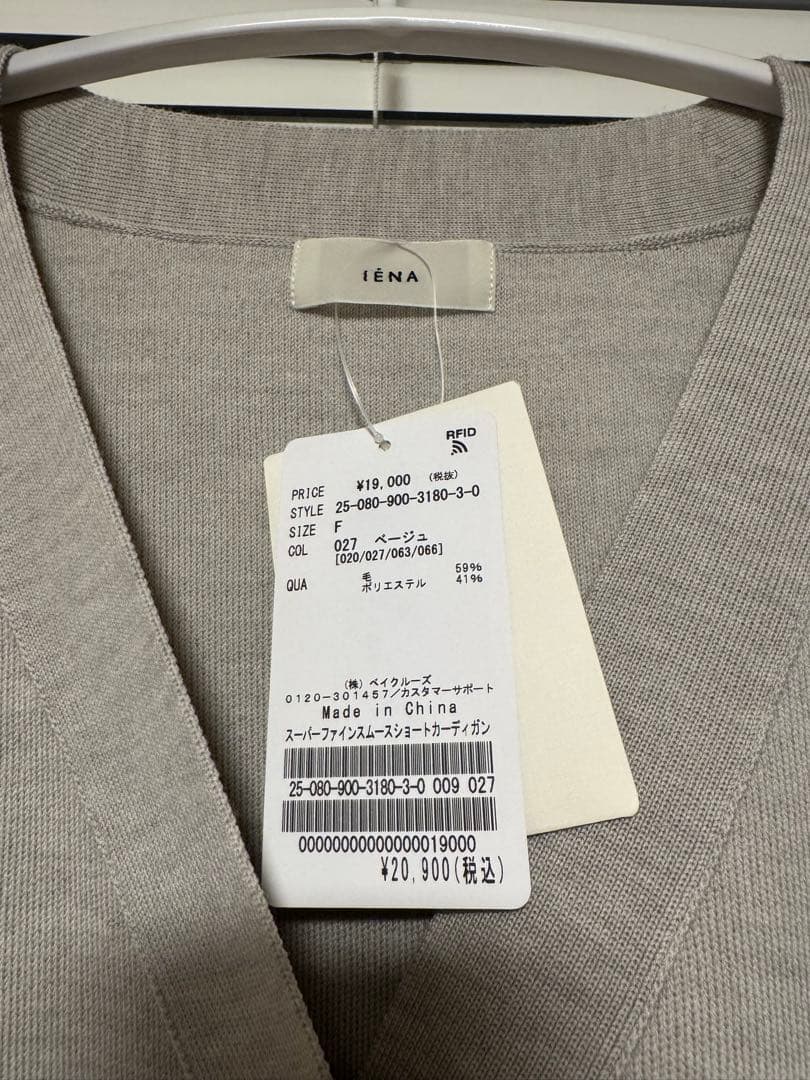 IÉNA
RFID
PRICE ¥19,000 (税抜)
STYLE 25-080-900-3180-3-0
SIZE F
COL 027 ベージュ
[020/027/063/066]
QUA 毛 59%
ポリエステル 41%
(株) ベイクルーズ
0120-301457/カスタマーサポート
Made in China
スーパーファインスムースショートカーディガン
25-080-900-3180-3-0 009 027
00000000000000019000
¥20,900(税込)